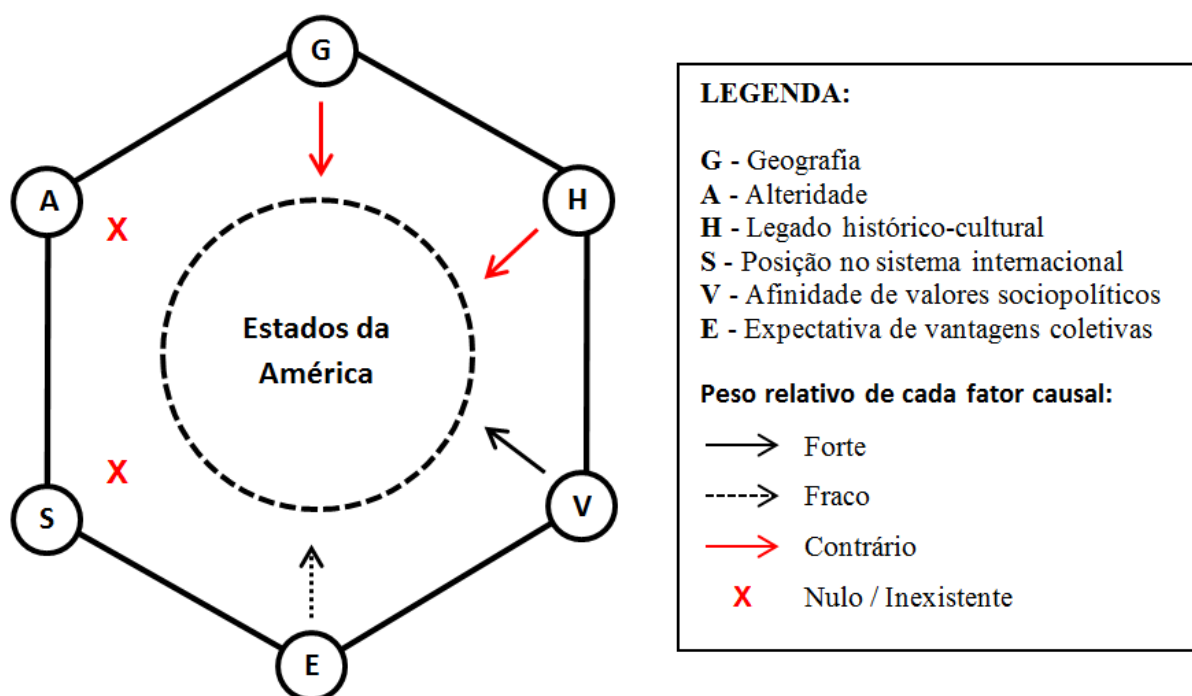 G
A
H
Estados da
América
S
V
E
LEGENDA:
G - Geografia
A - Alteridade
H - Legado histórico-cultural
S - Posição no sistema internacional
V - Afinidade de valores sociopolíticos
E - Expectativa de vantagens coletivas
Peso relativo de cada fator causal:
Forte
Fraco
Contrário
X Nulo / Inexistente
X
X